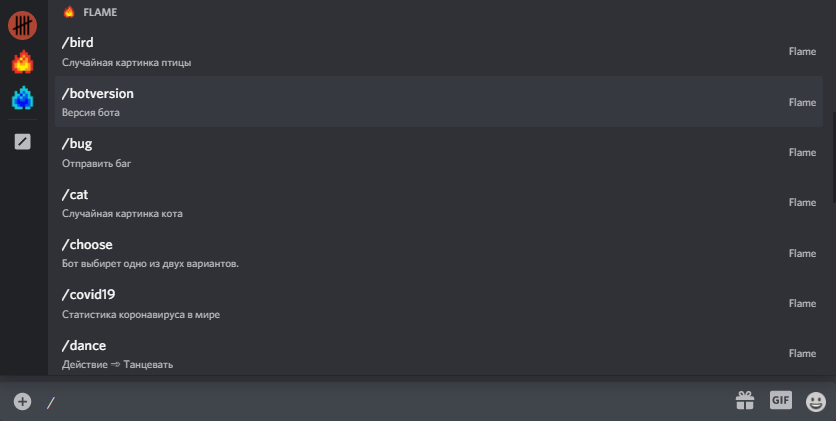 FLAME
/bird
Случайная картинка птицы
Flame
/botversion
Версия бота
Flame
/bug
Отправить баг
Flame
/cat
Случайная картинка кота
Flame
/choose
Бот выбирет одно из двух вариантов.
Flame
/covid19
Статистика коронавируса в мире
Flame
/dance
Действие ⇨ Танцевать
Flame
/
GIF